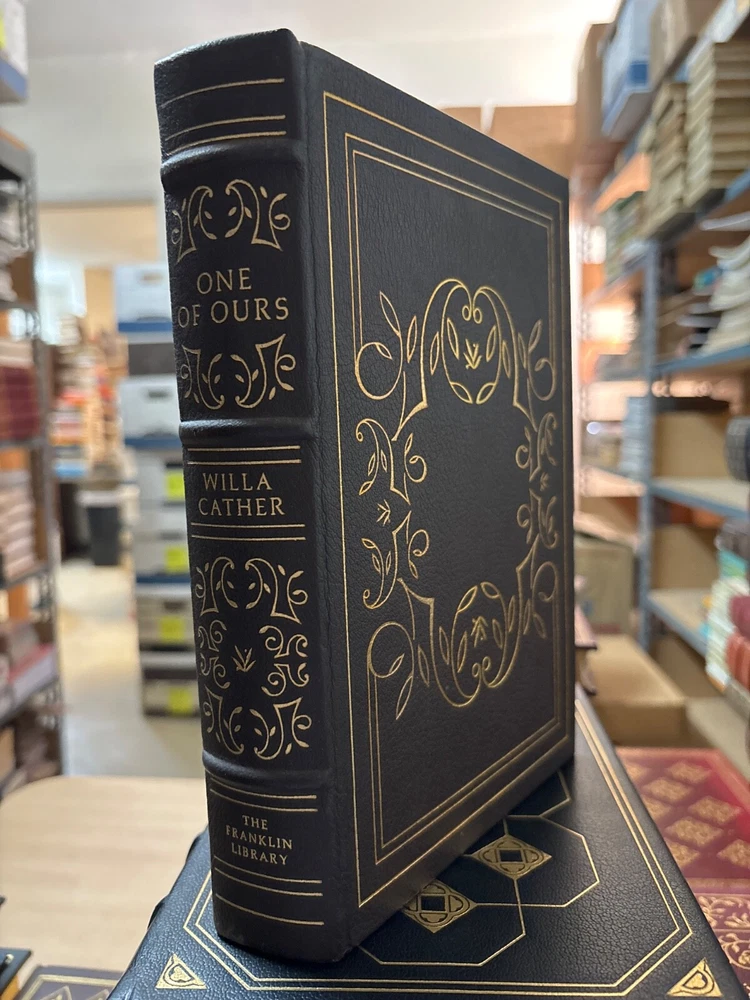 ONE
OF OURS
WILLA
CATHER
THE
FRANKLIN
LIBRARY